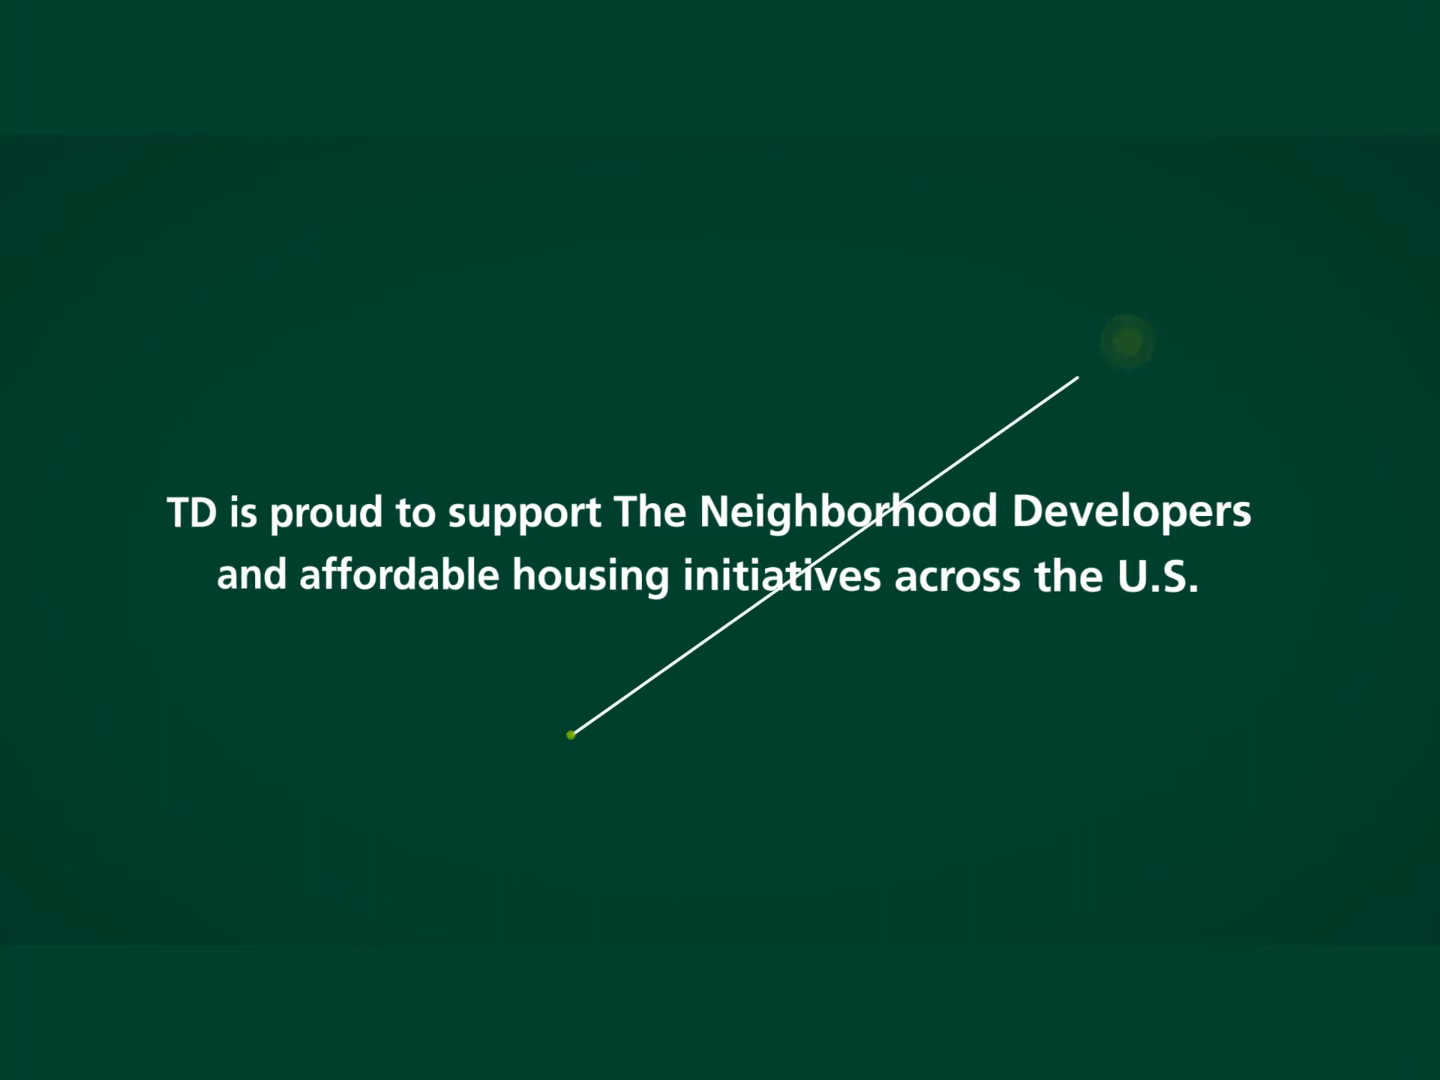 TD is proud to support The Neighborhood Developers
and affordable housing initiatives across the U.S.